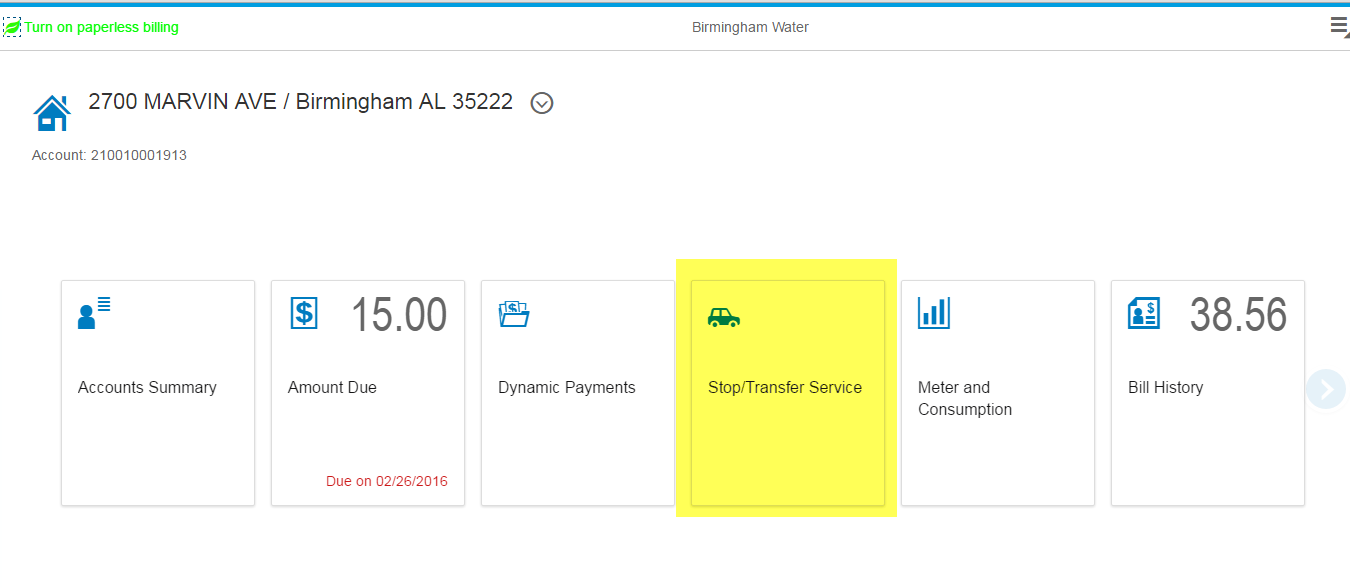 Turn on paperless billing
Birmingham Water
2700 MARVIN AVE / Birmingham AL 35222
Account: 210010001913
Accounts Summary
$ 15.00
Amount Due
Due on 02/26/2016
$
Dynamic Payments
Stop/Transfer Service
Meter and
Consumption
$ 38.56
Bill History